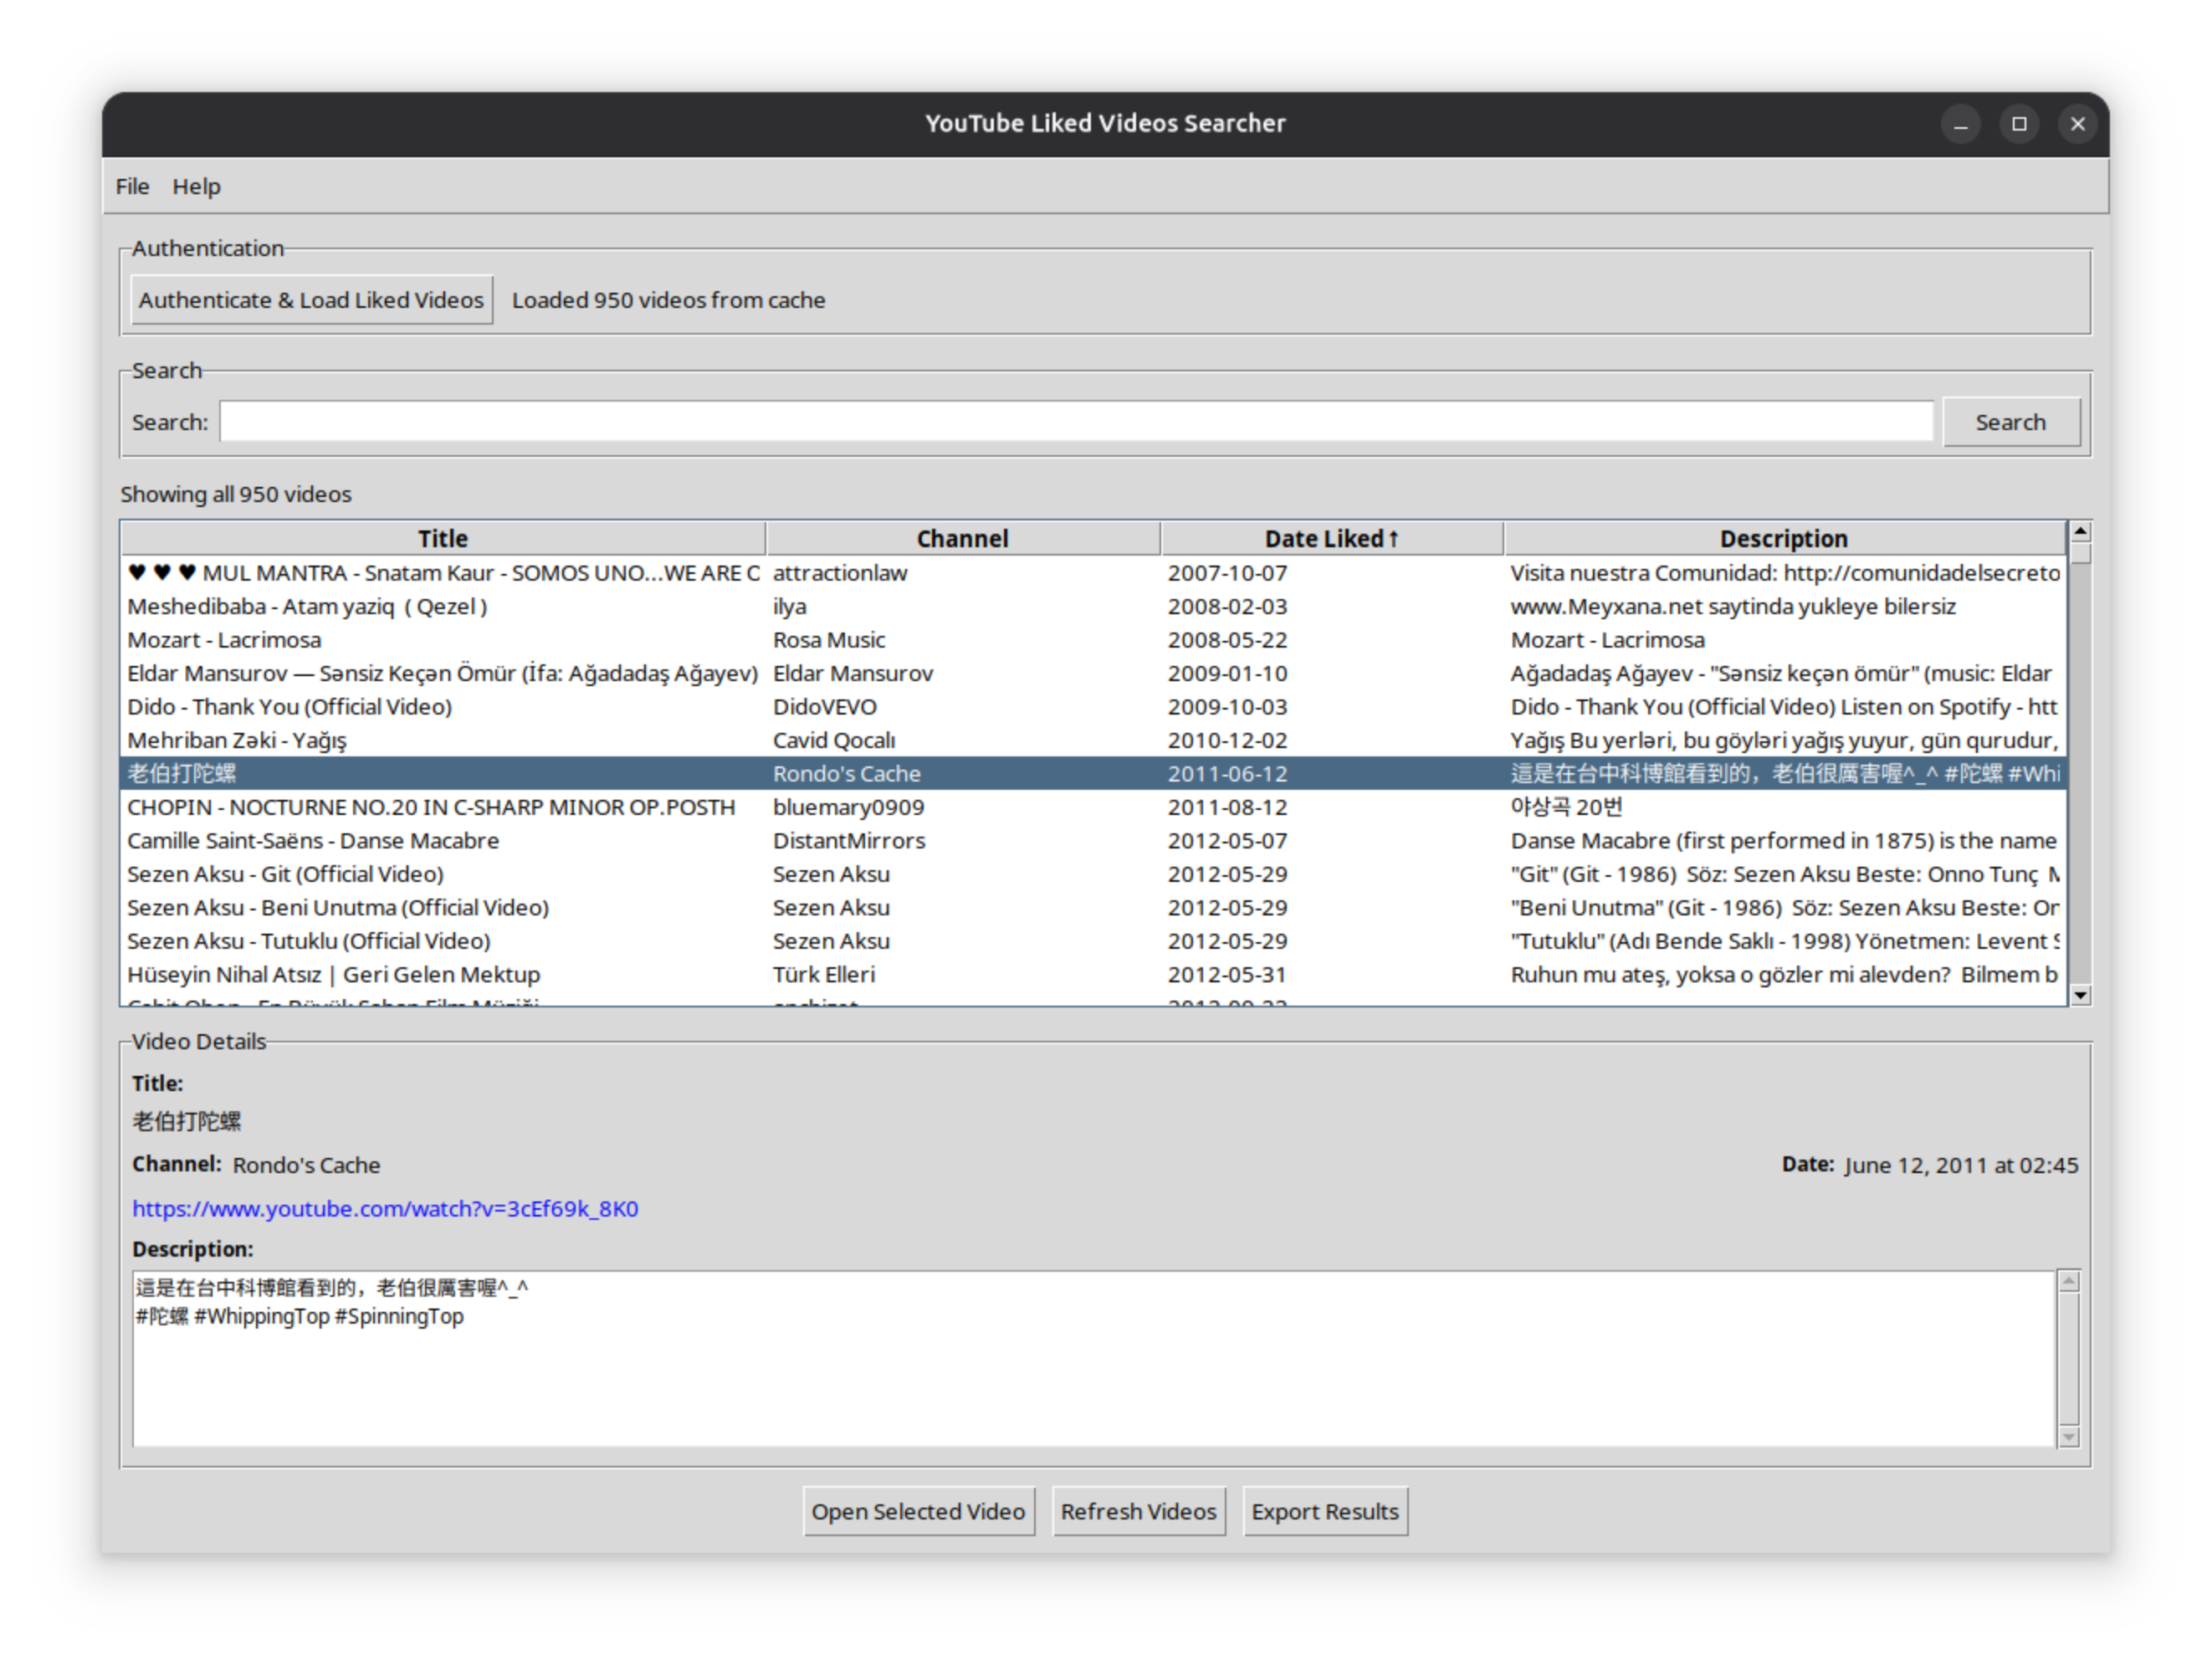 YouTube Liked Videos Searcher
File Help
Authentication
Authenticate & Load Liked Videos Loaded 950 videos from cache
Search
Search: Search
Showing all 950 videos
Title Channel Date Liked ↑ Description
♥ ♥ ♥ MUL MANTRA - Snatam Kaur - SOMOS UNO...WE ARE O attractionlaw 2007-10-07 Visita nuestra Comunidad: http://comunidadelsecreto
Meshedibaba - Atam yaziq ( Qezel ) ilya 2008-02-03 www.Meyxana.net saytinda yukleye bilersiz
Mozart - Lacrimosa Rosa Music 2008-05-22 Mozart - Lacrimosa
Eldar Mansurov — Sənsiz Keçən Ömür (İfa: Ağadadaş Ağayev) Eldar Mansurov 2009-01-10 Ağadadaş Ağayev - "Sənsiz keçən ömür" (music: Eldar
Dido - Thank You (Official Video) DidoVEVO 2009-10-03 Dido - Thank You (Official Video) Listen on Spotify - htt
Mehriban Zəki - Yağış Cavid Qocalı 2010-12-02 Yağış Bu yerləri, bu göyləri yağış yuyur, gün qurudur,
老伯打陀螺 Rondo's Cache 2011-06-12 這是在台中科博館看到的，老伯很厲害喔^_^ #陀螺 #Whi
CHOPIN - NOCTURNE NO.20 IN C-SHARP MINOR OP.POSTH bluemary0909 2011-08-12 야상곡 20번
Camille Saint-Saëns - Danse Macabre DistantMirrors 2012-05-07 Danse Macabre (first performed in 1875) is the name
Sezen Aksu - Git (Official Video) Sezen Aksu 2012-05-29 "Git" (Git - 1986) Söz: Sezen Aksu Beste: Onno Tunç
Sezen Aksu - Beni Unutma (Official Video) Sezen Aksu 2012-05-29 "Beni Unutma" (Git - 1986) Söz: Sezen Aksu Beste: On
Sezen Aksu - Tutuklu (Official Video) Sezen Aksu 2012-05-29 "Tutuklu" (Adı Bende Saklı - 1998) Yönetmen: Levent
Hüseyin Nihal Atsız | Geri Gelen Mektup Türk Elleri 2012-05-31 Ruhun mu ateş, yoksa o gözler mi alevden? Bilmem b
Video Details
Title:
老伯打陀螺
Channel: Rondo's Cache Date: June 12, 2011 at 02:45
https://www.youtube.com/watch?v=3cEf69k_8K0
Description:
這是在台中科博館看到的，老伯很厲害喔^_^
#陀螺 #WhippingTop #SpinningTop
Open Selected Video Refresh Videos Export Results